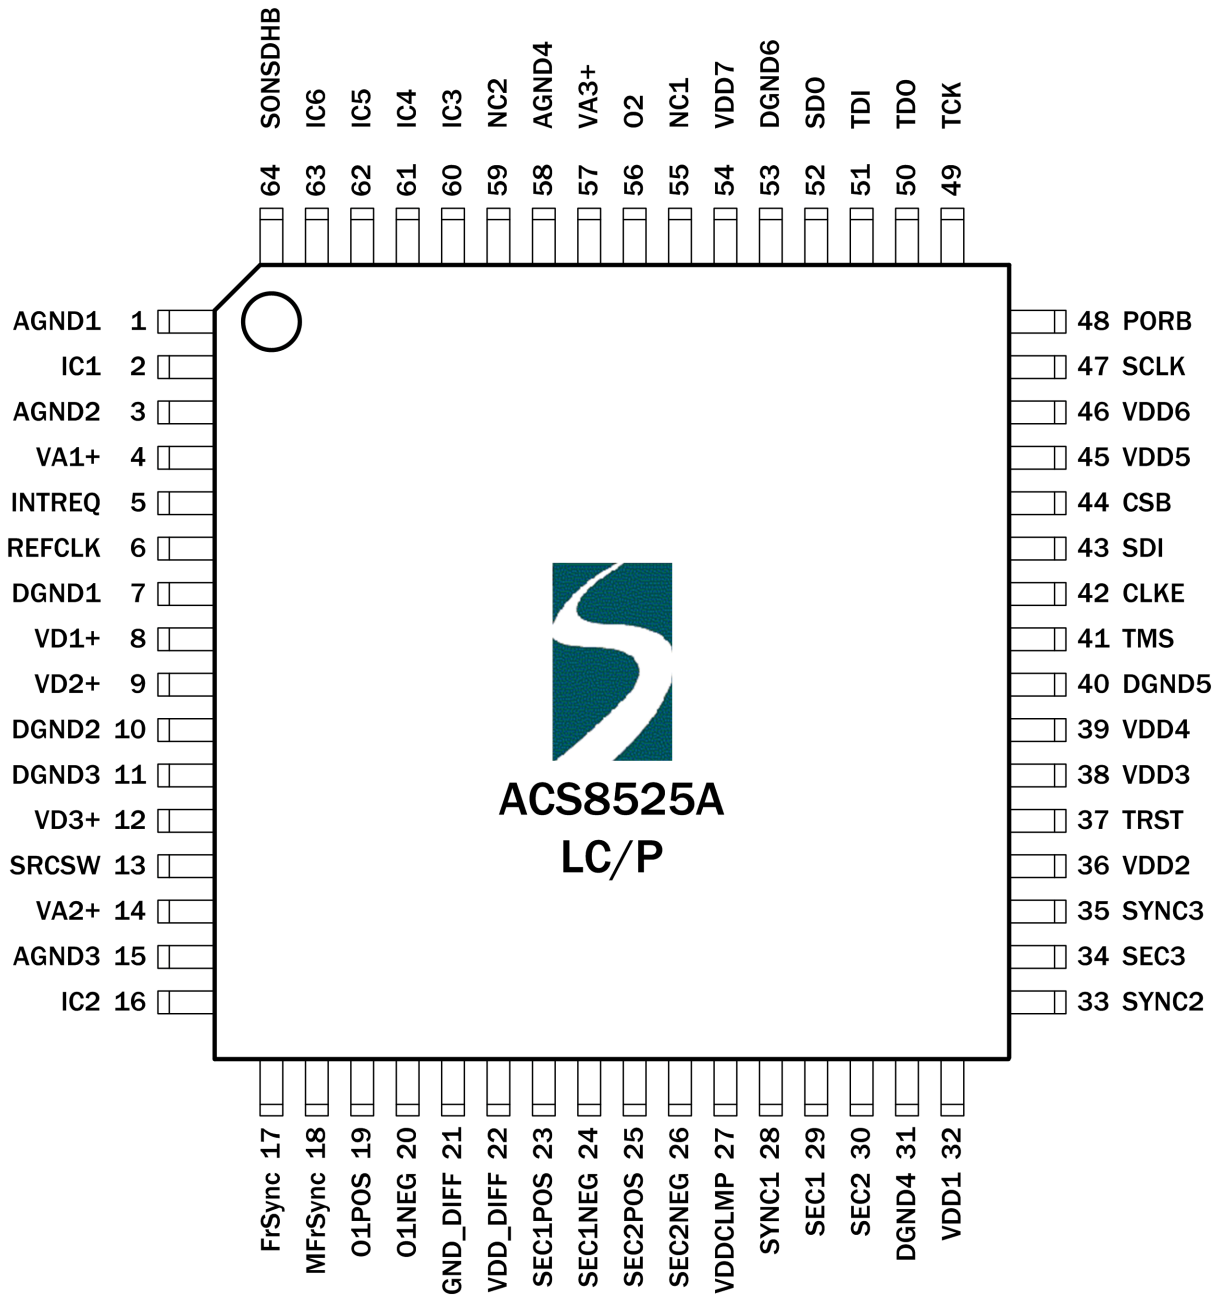 SONSDHB 64
IC6 63
IC5 62
IC4 61
IC3 60
NC2 59
AGND4 58
VA3+ 57
O2 56
NC1 55
VDD7 54
DGND6 53
SDO 52
TDI 51
TDO 50
TCK 49
AGND1 1
IC1 2
AGND2 3
VA1+ 4
INTREQ 5
REFCLK 6
DGND1 7
VD1+ 8
VD2+ 9
DGND2 10
DGND3 11
VD3+ 12
SRCSW 13
VA2+ 14
AGND3 15
IC2 16
ACS8525A
LC/P
48 PORB
47 SCLK
46 VDD6
45 VDD5
44 CSB
43 SDI
42 CLKE
41 TMS
40 DGND5
39 VDD4
38 VDD3
37 TRST
36 VDD2
35 SYNC3
34 SEC3
33 SYNC2
FrSync 17
MFrSync 18
O1POS 19
O1NEG 20
GND_DIFF 21
VDD_DIFF 22
SEC1POS 23
SEC1NEG 24
SEC2POS 25
SEC2NEG 26
VDDCLMP 27
SYNC1 28
SEC1 29
SEC2 30
DGND4 31
VDD1 32